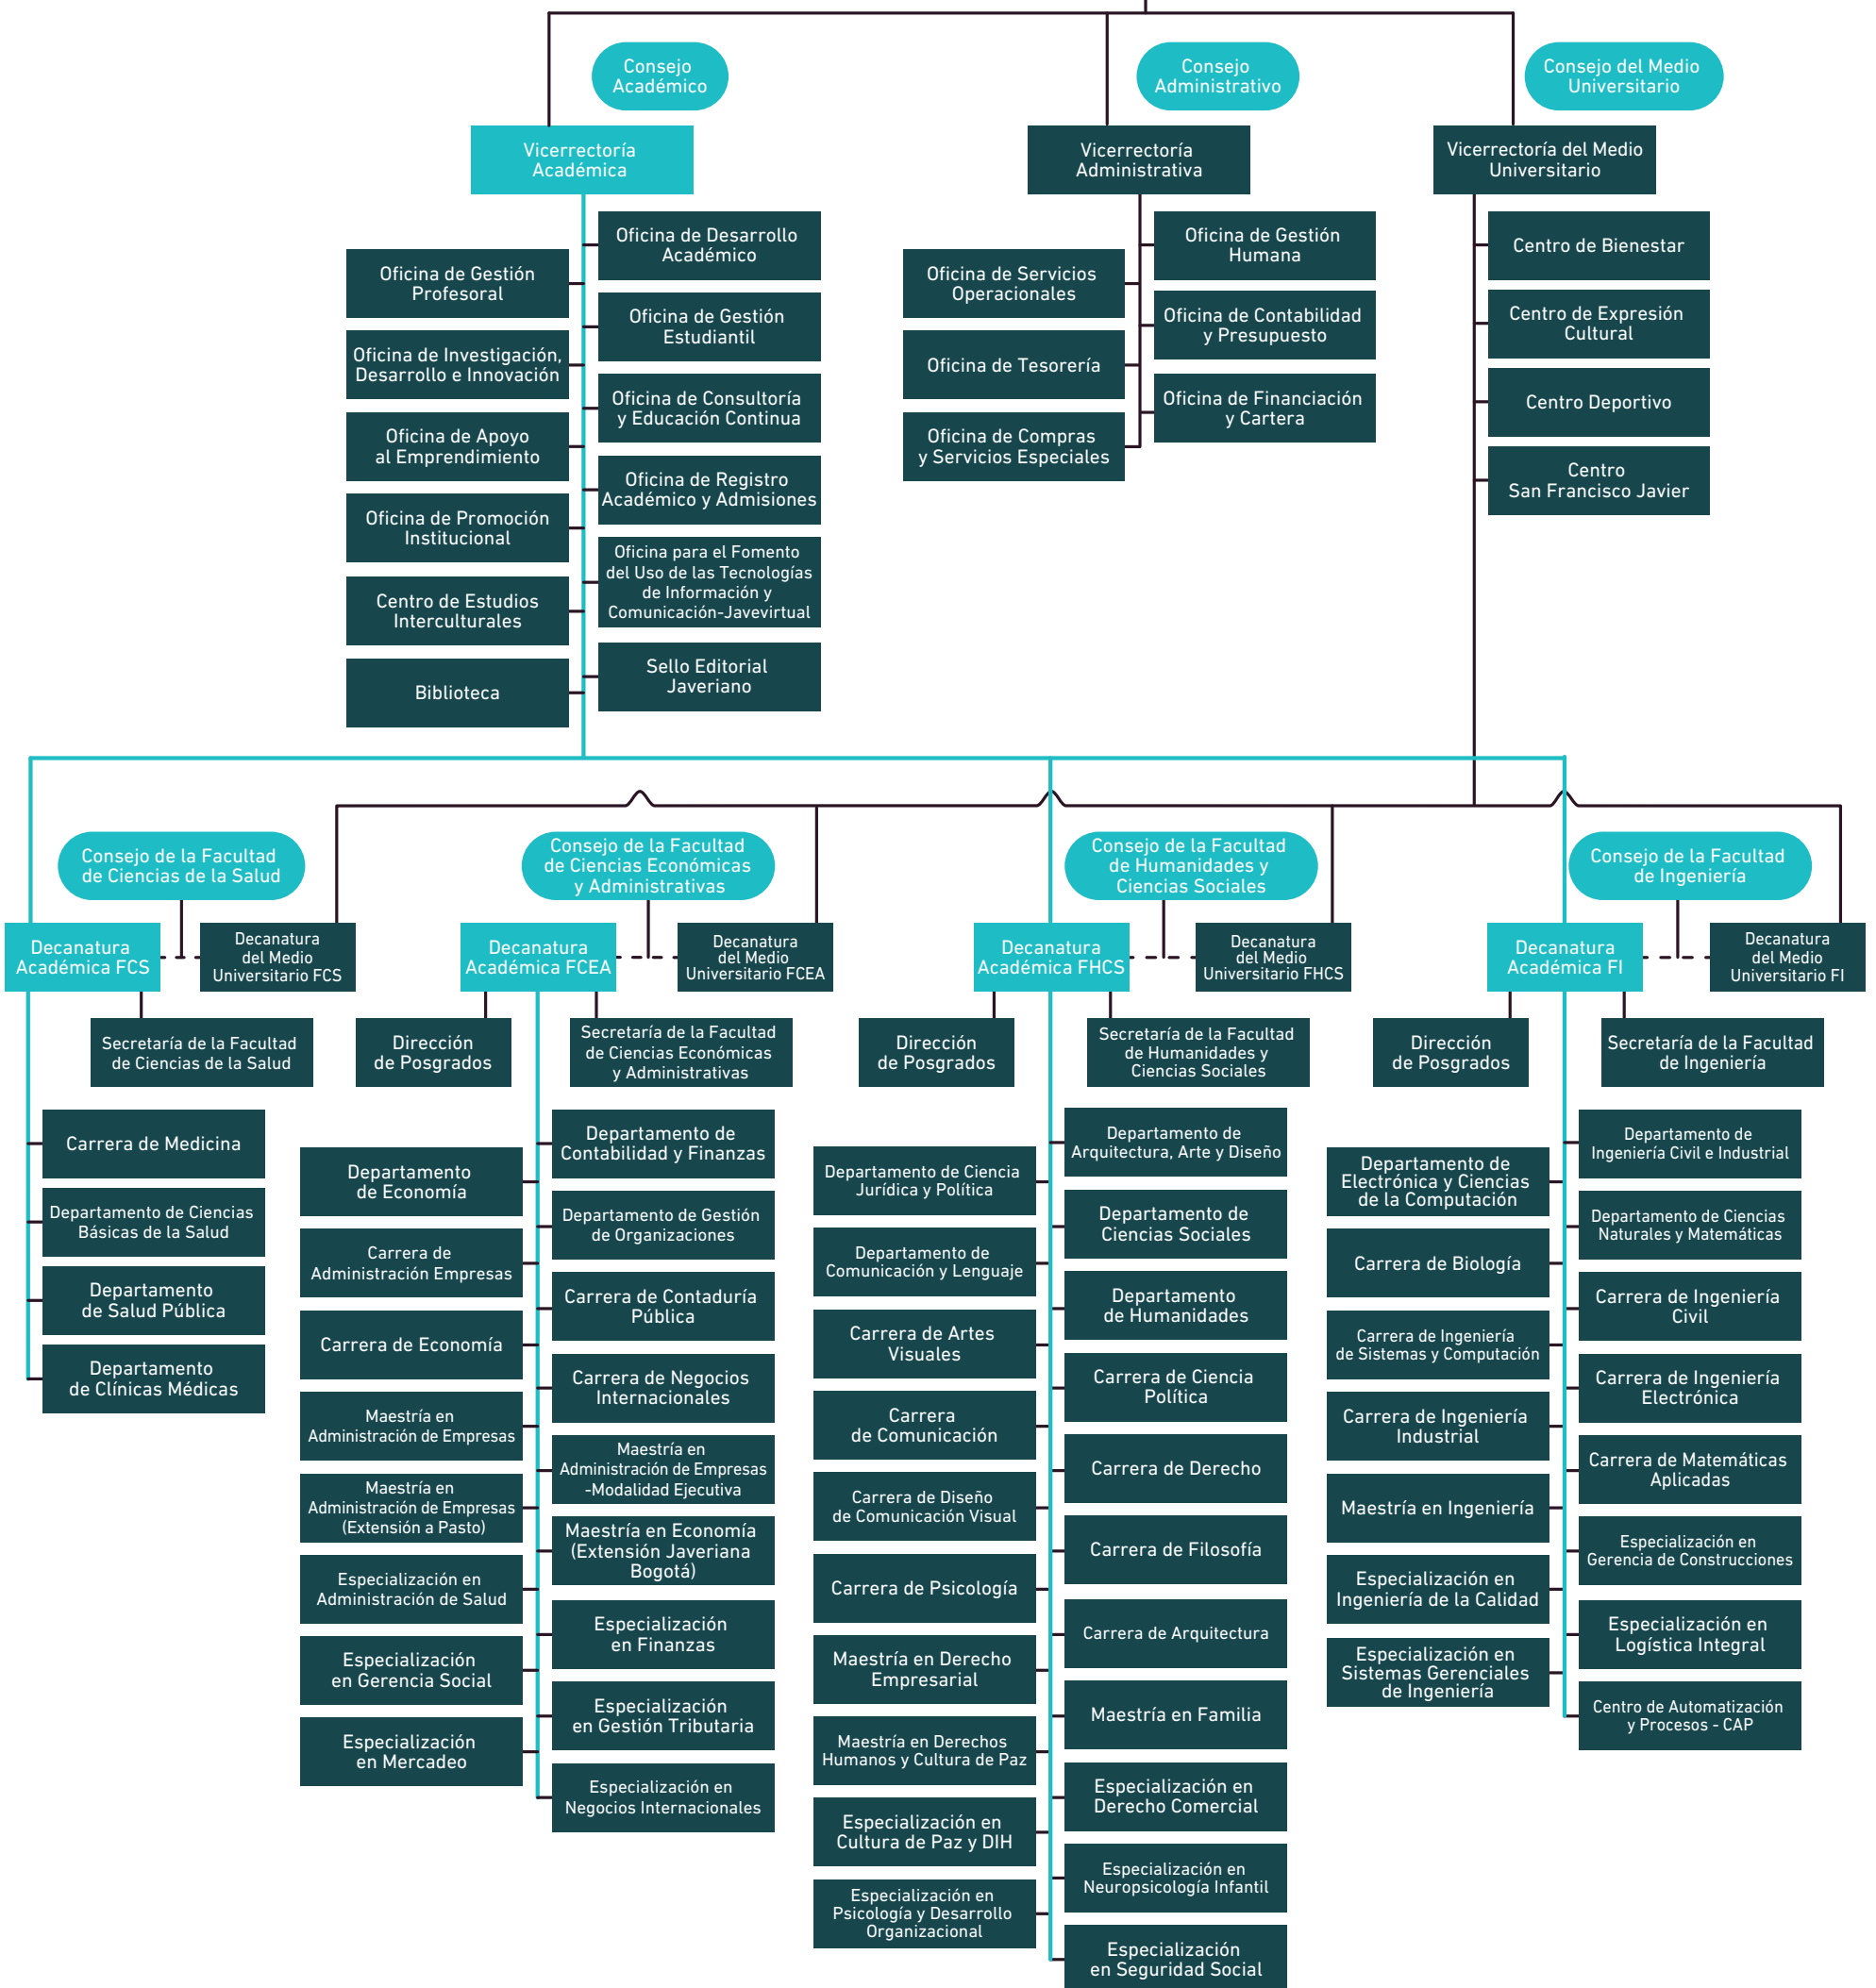 Consejo
Académico
Consejo
Administrativo
Consejo del Medio
Universitario
Vicerrectoría
Académica
Vicerrectoría
Administrativa
Vicerrectoría del Medio
Universitario
Oficina de Gestión
Profesoral
Oficina de Investigación,
Desarrollo e Innovación
Oficina de Apoyo
al Emprendimiento
Oficina de Promoción
Institucional
Centro de Estudios
Interculturales
Biblioteca
Oficina de Desarrollo
Académico
Oficina de Gestión
Estudiantil
Oficina de Consultoría
y Educación Continua
Oficina de Registro
Académico y Admisiones
Oficina para el Fomento
del Uso de las Tecnologías
de Información y
Comunicación-Javevirtual
Sello Editorial
Javeriano
Oficina de Servicios
Operacionales
Oficina de Tesorería
Oficina de Compras
y Servicios Especiales
Oficina de Gestión
Humana
Oficina de Contabilidad
y Presupuesto
Oficina de Financiación
y Cartera
Centro de Bienestar
Centro de Expresión
Cultural
Centro Deportivo
Centro
San Francisco Javier
Consejo de la Facultad
de Ciencias de la Salud
Decanatura
Académica FCS
Decanatura
del Medio
Universitario FCS
Secretaría de la Facultad
de Ciencias de la Salud
Carrera de Medicina
Departamento de Ciencias
Básicas de la Salud
Departamento
de Salud Pública
Departamento
de Clínicas Médicas
Consejo de la Facultad
de Ciencias Económicas
y Administrativas
Decanatura
Académica FCEA
Decanatura
del Medio
Universitario FCEA
Dirección
de Posgrados
Secretaría de la Facultad
de Ciencias Económicas
y Administrativas
Departamento
de Economía
Carrera de
Administración Empresas
Carrera de Economía
Maestría en
Administración de Empresas
Maestría en
Administración de Empresas
(Extensión a Pasto)
Especialización en
Administración de Salud
Especialización
en Gerencia Social
Especialización
en Mercadeo
Departamento de
Contabilidad y Finanzas
Departamento de Gestión
de Organizaciones
Carrera de Contaduría
Pública
Carrera de Negocios
Internacionales
Maestría en
Administración de Empresas
-Modalidad Ejecutiva
Maestría en Economía
(Extensión Javeriana
Bogotá)
Especialización
en Finanzas
Especialización
en Gestión Tributaria
Especialización en
Negocios Internacionales
Consejo de la Facultad
de Humanidades y
Ciencias Sociales
Decanatura
Académica FHCS
Decanatura
del Medio
Universitario FHCS
Dirección
de Posgrados
Secretaría de la Facultad
de Humanidades y
Ciencias Sociales
Departamento de Ciencia
Jurídica y Política
Departamento de
Comunicación y Lenguaje
Carrera de Artes
Visuales
Carrera
de Comunicación
Carrera de Diseño
de Comunicación Visual
Carrera de Psicología
Maestría en Derecho
Empresarial
Maestría en Derechos
Humanos y Cultura de Paz
Especialización en
Cultura de Paz y DIH
Especialización en
Psicología y Desarrollo
Organizacional
Departamento de
Arquitectura, Arte y Diseño
Departamento de
Ciencias Sociales
Departamento
de Humanidades
Carrera de Ciencia
Política
Carrera de Derecho
Carrera de Filosofía
Carrera de Arquitectura
Maestría en Familia
Especialización en
Derecho Comercial
Especialización en
Neuropsicología Infantil
Especialización
en Seguridad Social
Consejo de la Facultad
de Ingeniería
Decanatura
Académica FI
Decanatura
del Medio
Universitario FI
Dirección
de Posgrados
Secretaría de la Facultad
de Ingeniería
Departamento de
Electrónica y Ciencias
de la Computación
Carrera de Biología
Carrera de Ingeniería
de Sistemas y Computación
Carrera de Ingeniería
Industrial
Maestría en Ingeniería
Especialización en
Ingeniería de la Calidad
Especialización en
Sistemas Gerenciales
de Ingeniería
Departamento de
Ingeniería Civil e Industrial
Departamento de Ciencias
Naturales y Matemáticas
Carrera de Ingeniería
Civil
Carrera de Ingeniería
Electrónica
Carrera de Matemáticas
Aplicadas
Especialización en
Gerencia de Construcciones
Especialización en
Logística Integral
Centro de Automatización
y Procesos - CAP